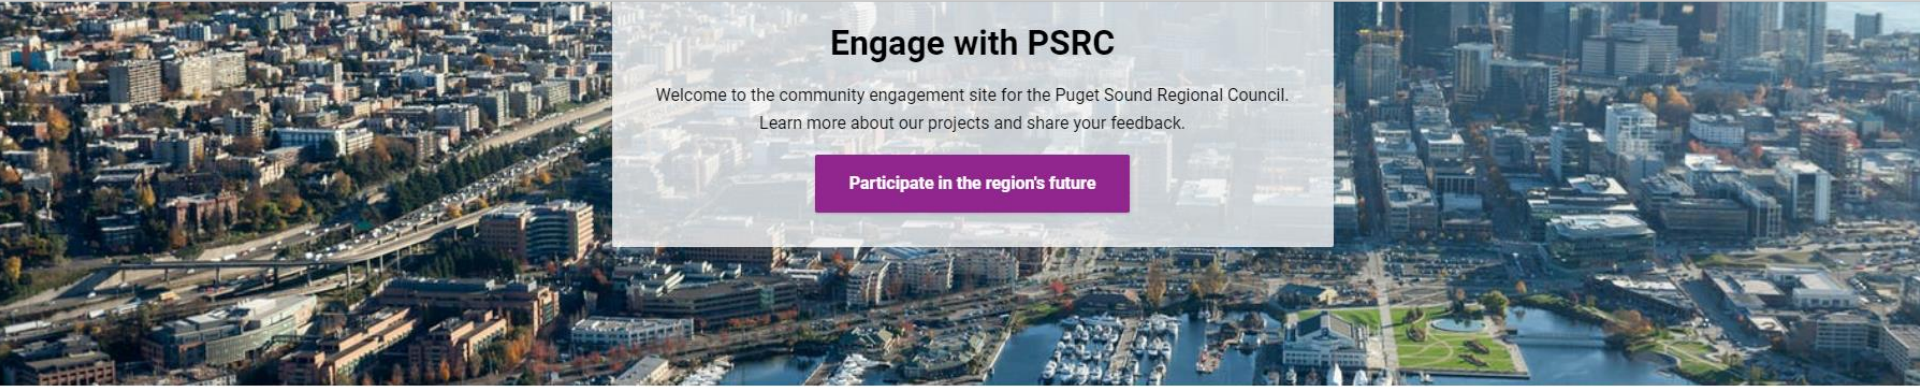 Engage with PSRC
Welcome to the community engagement site for the Puget Sound Regional Council.
Learn more about our projects and share your feedback.
Participate in the region's future